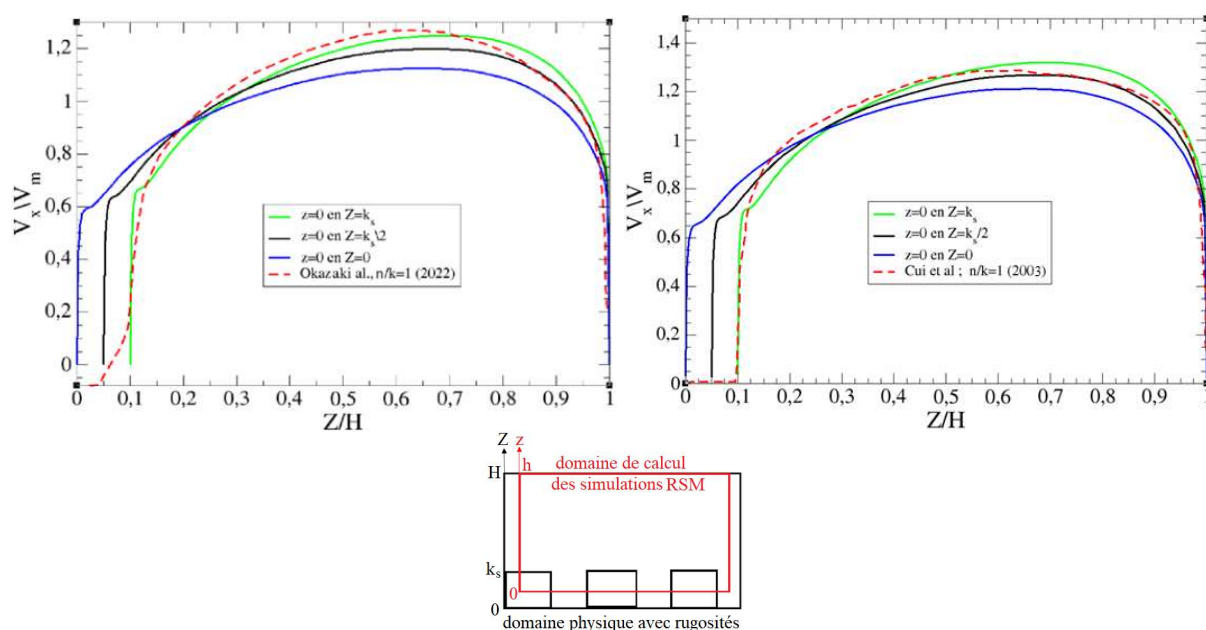 1,2
1
0,8
0,6
0,4
0,2
0
V_x\V_m
z=0 en Z=k_s
z=0 en Z=k_s\2
z=0 en Z=0
Okazaki al., n/k=1 (2022)
0 0,1 0,2 0,3 0,4 0,5 0,6 0,7 0,8 0,9 1
Z/H
1.4
1.2
1.0
0.8
0.6
0,4
0,2
0
V_x\V_m
z=0 en Z=k_s
z=0 en Z=k_s/2
z=0 en Z=0
Cui et al ; n/k=1 (2003)
0 0,1 0,2 0,3 0,4 0,5 0,6 0,7 0,8 0,9 1
Z/H
Z z
H h
domaine de calcul
des simulations RSM
k_s
0
0
domaine physique avec rugosités